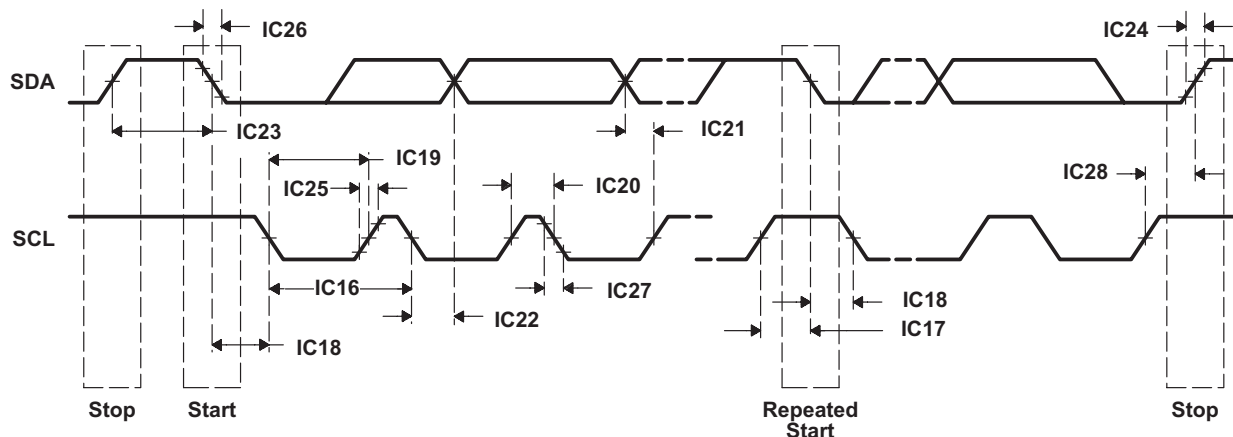 IC26
IC24
SDA
IC23
IC21
IC19
IC25
IC20
IC28
SCL
IC16
IC27
IC22
IC18
IC18
IC17
Stop
Start
Repeated
Start
Stop